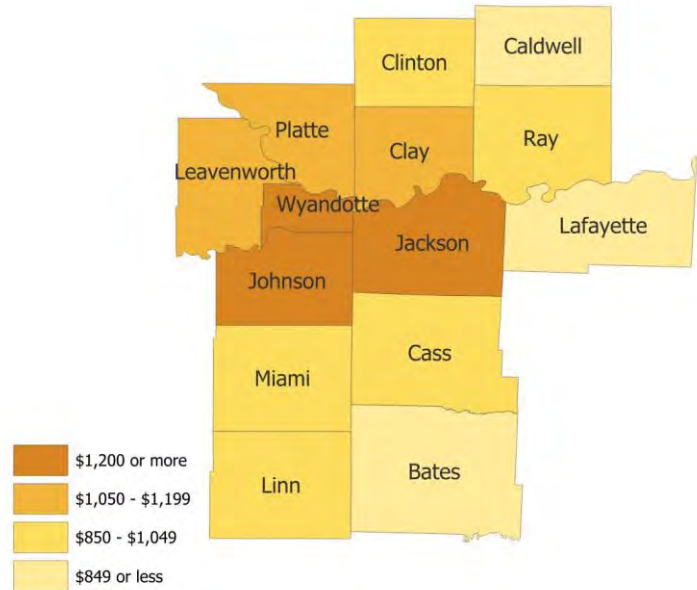 Caldwell
Clinton
Platte
Clay
Ray
Leavenworth
Wyandotte
Lafayette
Jackson
Johnson
Cass
Miami
Linn
Bates
$1,200 or more
$1,050 - $1,199
$850 - $1,049
$849 or less